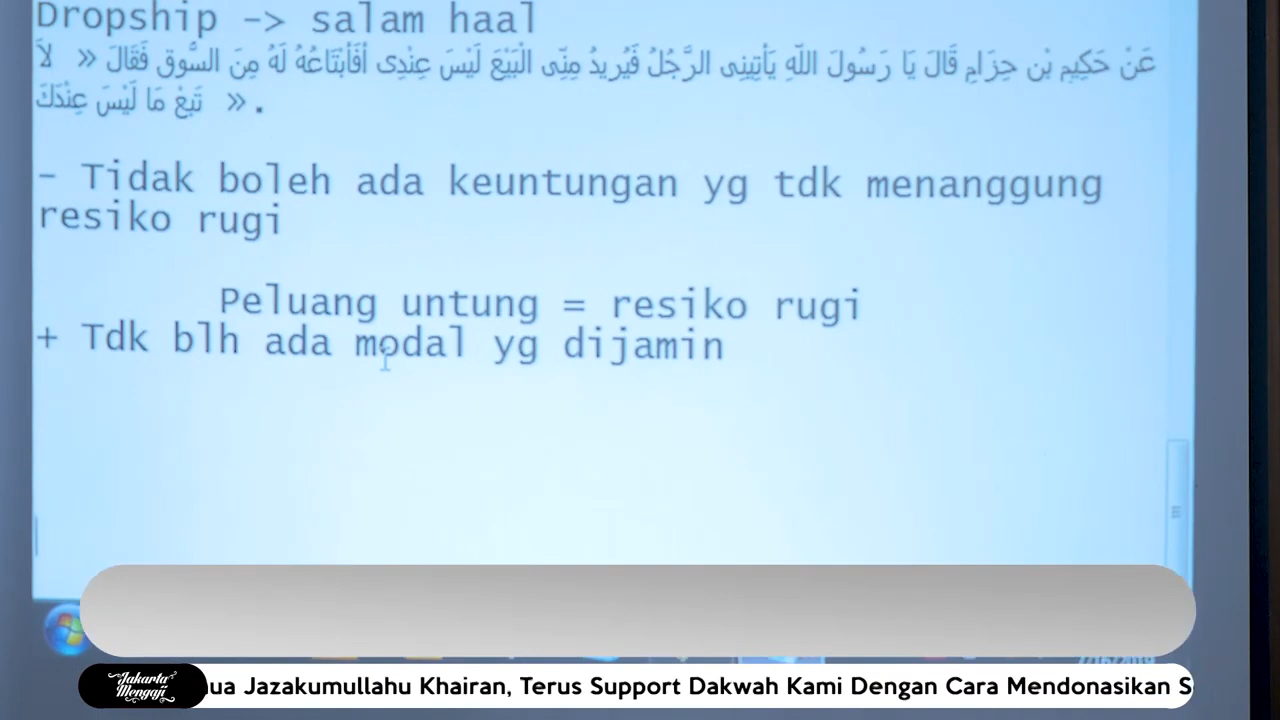 Dropship -> salam haal
عَنْ حَكِيمِ بْنِ حِزَامٍ قَالَ يَا رَسُولَ اللَّهِ يَأْتِينِى الرَّجُلُ فَيُرِيدُ مِنِّى الْبَيْعَ لَيْسَ عِنْدِى أَفَأَبْتَاعُهُ لَهُ مِنَ السُّوقِ فَقَالَ « لاَ
تَبِعْ مَا لَيْسَ عِنْدَكَ » .
- Tidak boleh ada keuntungan yg tdk menanggung
resiko rugi
Peluang untung = resiko rugi
+ Tdk blh ada modal yg dijamin
Jakarta
Mengaji
Jazakumullahu Khairan, Terus Support Dakwah Kami Dengan Cara Mendonasikan